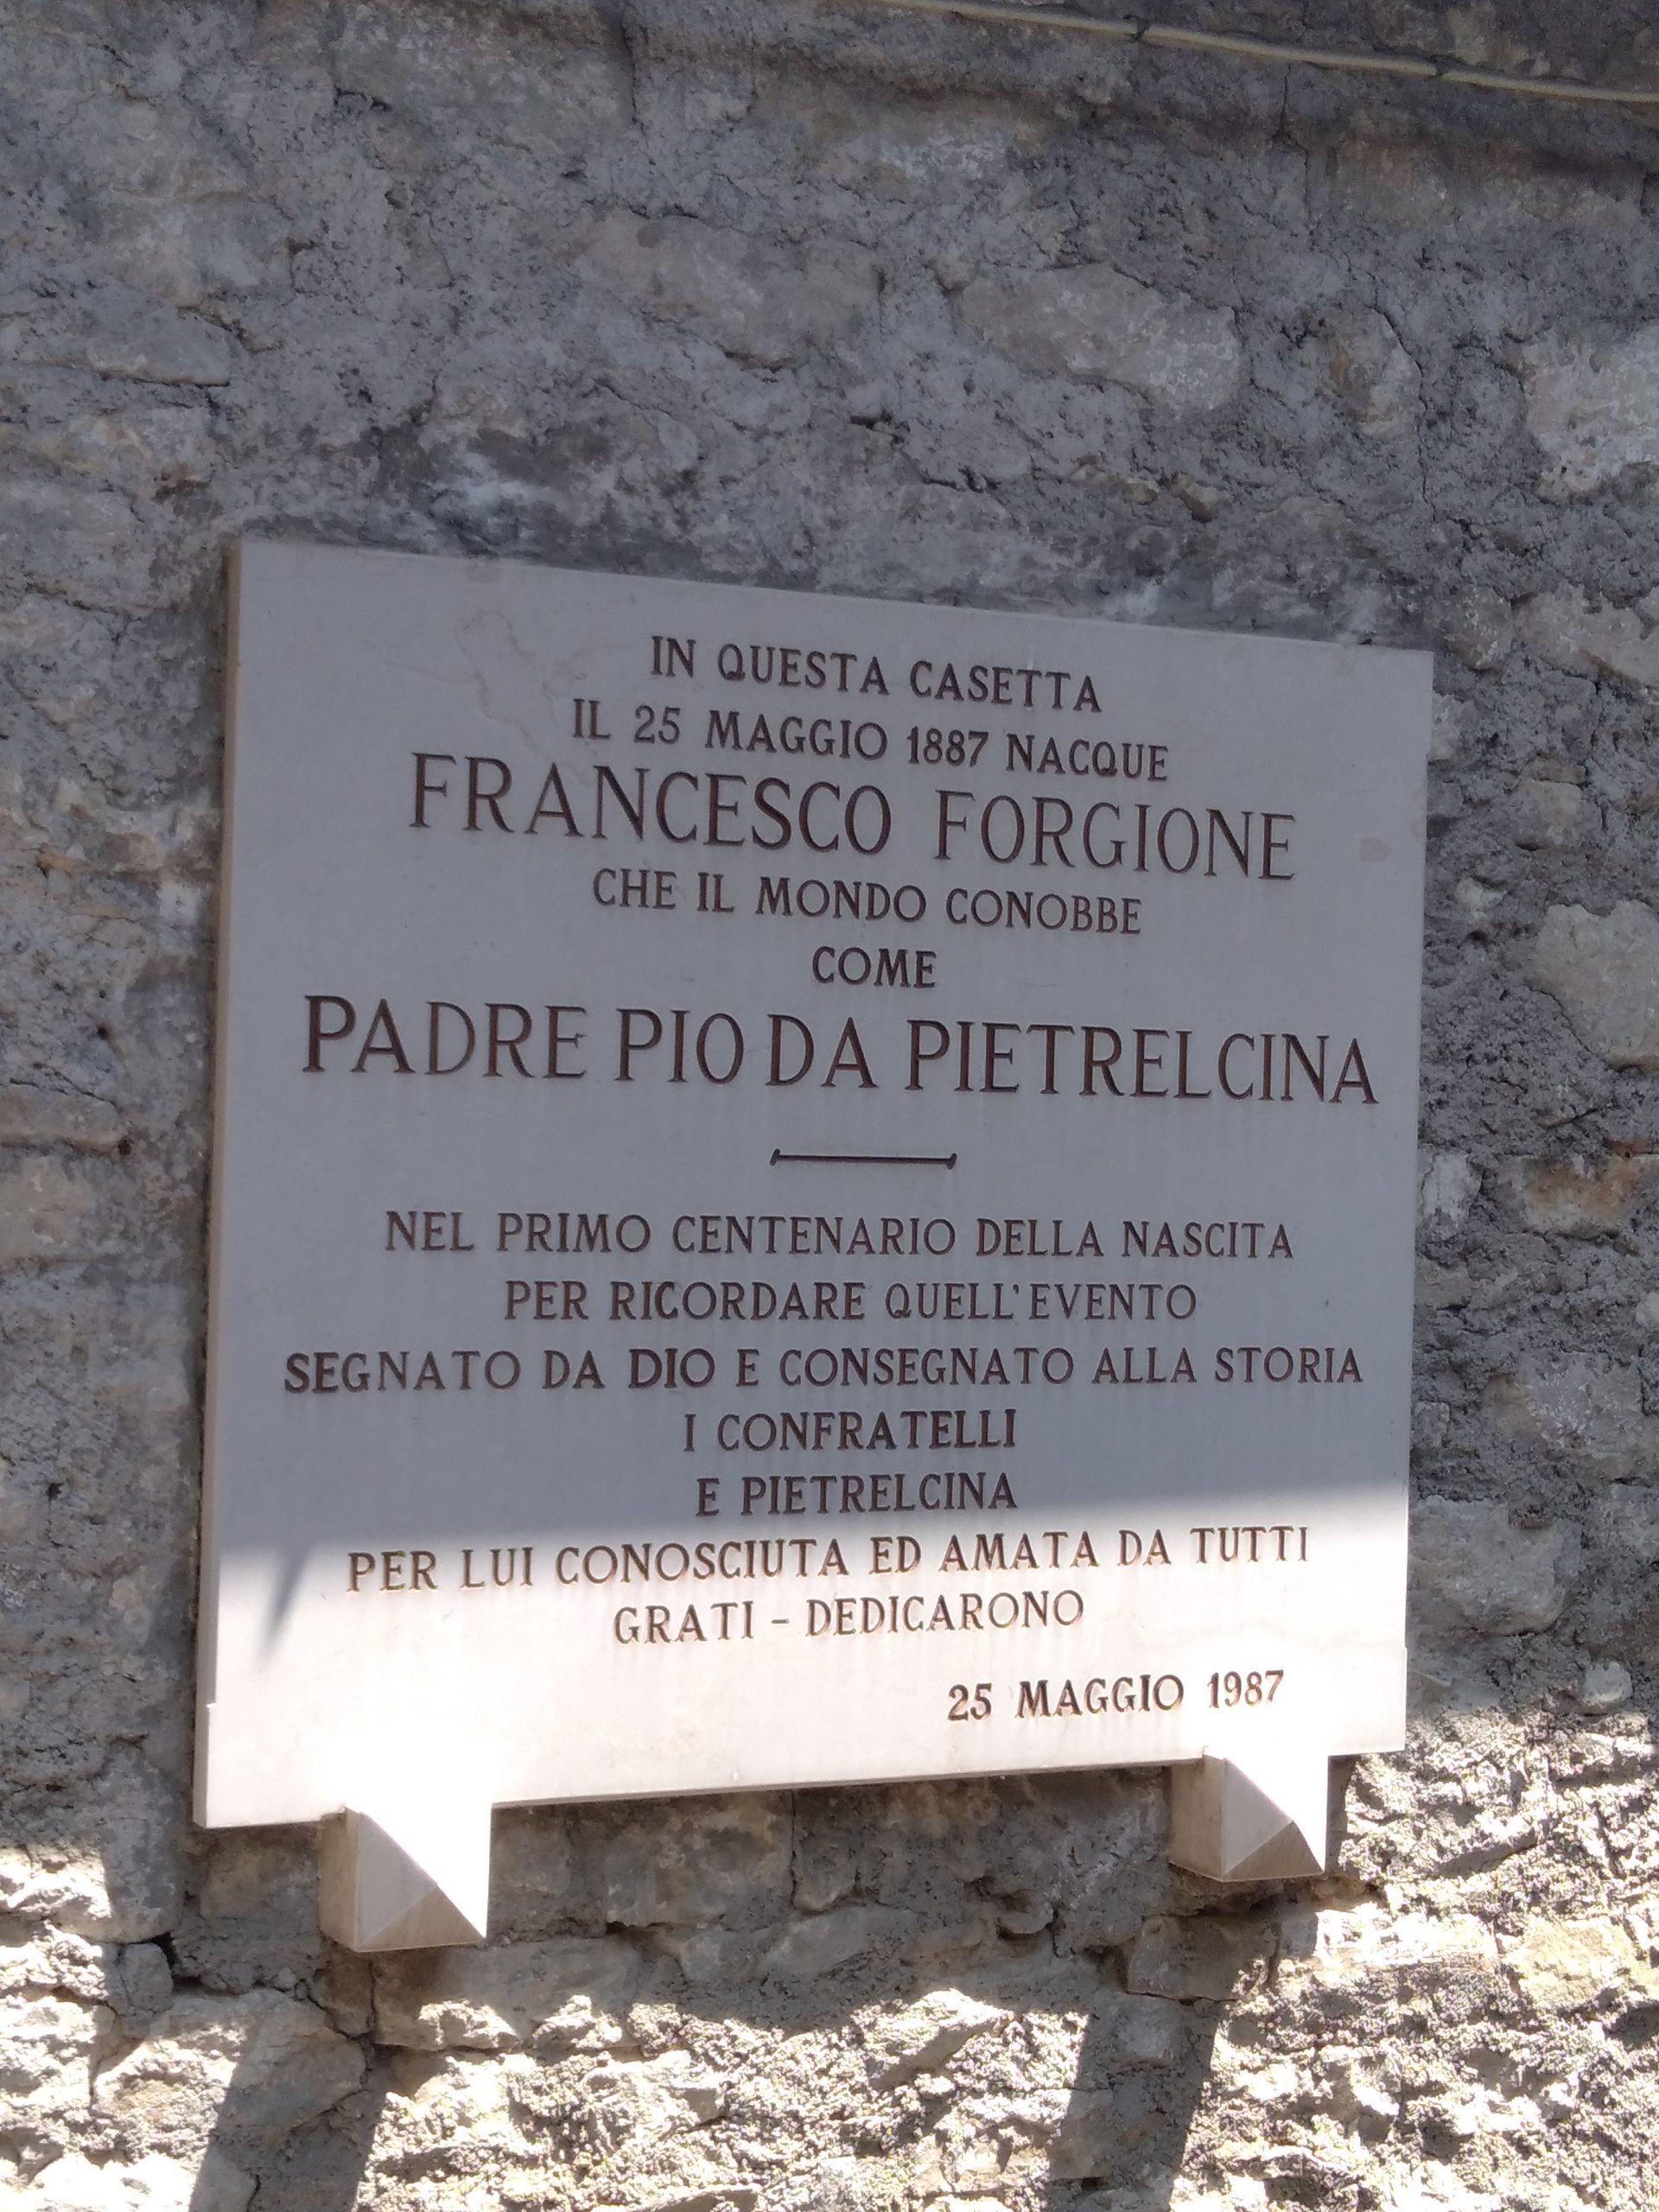 IN QUESTA CASETTA
IL 25 MAGGIO 1887 NACQUE
FRANCESCO FORGIONE
CHE IL MONDO CONOBBE
COME
PADRE PIO DA PIETRELCINA
NEL PRIMO CENTENARIO DELLA NASCITA
PER RICORDARE QUELL'EVENTO
SEGNATO DA DIO E CONSEGNATO ALLA STORIA
I CONFRATELLI
E PIETRELCINA
PER LUI CONOSCIUTA ED AMATA DA TUTTI
GRATI - DEDICARONO
25 MAGGIO 1987